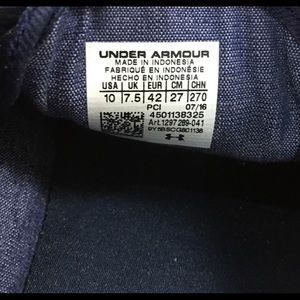 UNDER ARMOUR
MADE IN INDONESIA
FABRIQUÉ EN INDONÉSIE
HECHO EN INDONESIA
USA UK EUR CM CHN
10 7.5 42 27 270
PCI 07/16
4501138325
Art.1297289-041